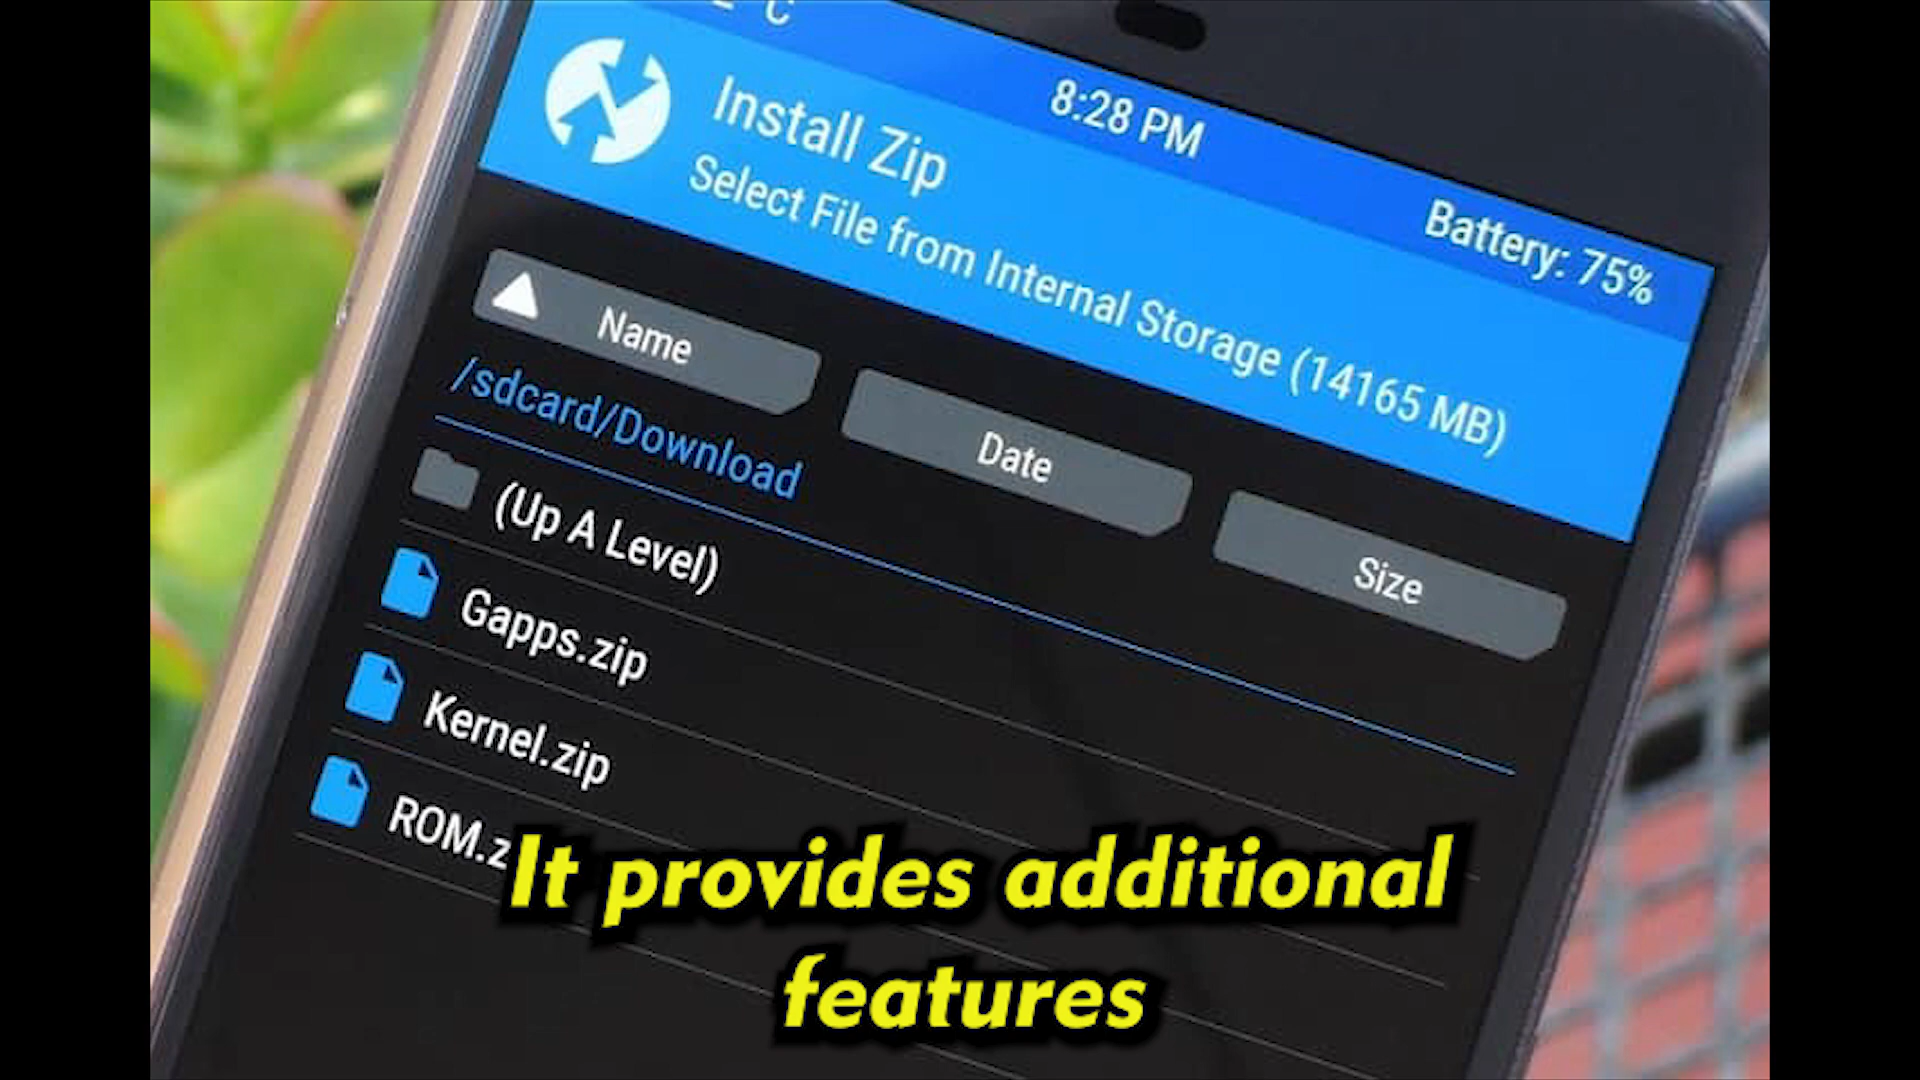 8:28 PM
Battery: 75%
Install Zip
Select File from Internal Storage (14165 MB)
Name
Date
Size
/sdcard/Download
(Up A Level)
Gapps.zip
Kernel.zip
ROM.z
It provides additional
features